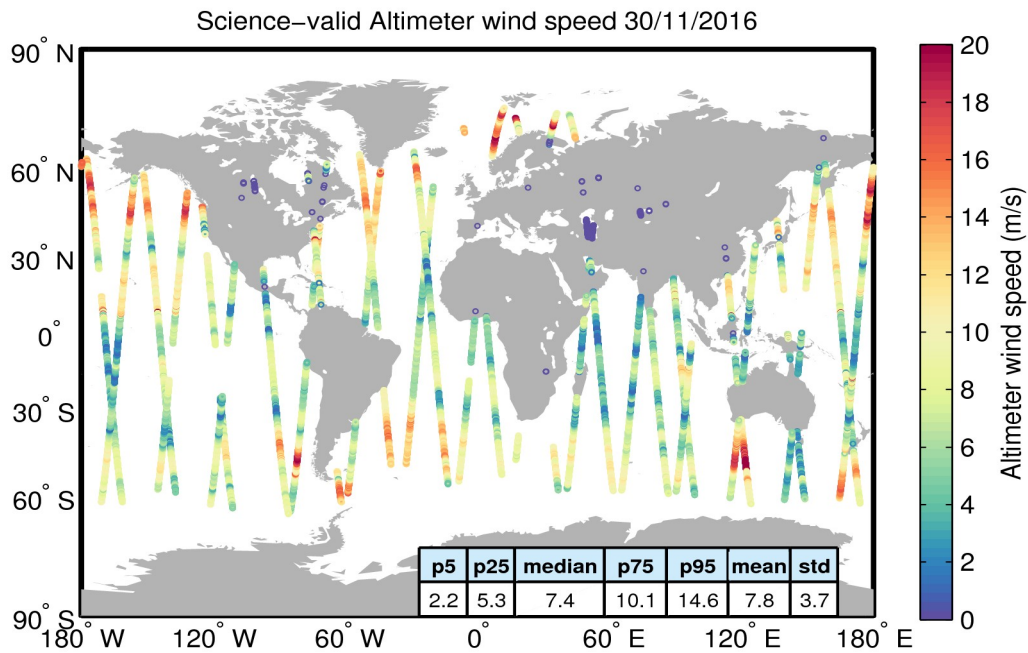 Science−valid Altimeter wind speed 30/11/2016
90° N
60° N
30° N
0°
30° S
60° S
90° S
180° W
120° W
60° W
0°
60° E
120° E
180° E
p5 p25 median p75 p95 mean std
2.2 5.3 7.4 10.1 14.6 7.8 3.7
20
18
16
14
12
10
8
6
4
2
0
Altimeter wind speed (m/s)